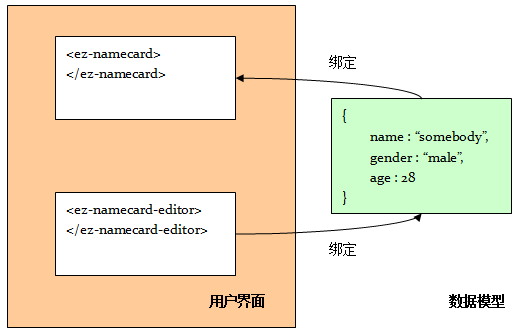 <ez-namecard>
</ez-namecard>
绑定
{
name : “somebody”,
gender : “male”,
age : 28
}
<ez-namecard-editor>
</ez-namecard-editor>
绑定
用户界面
数据模型